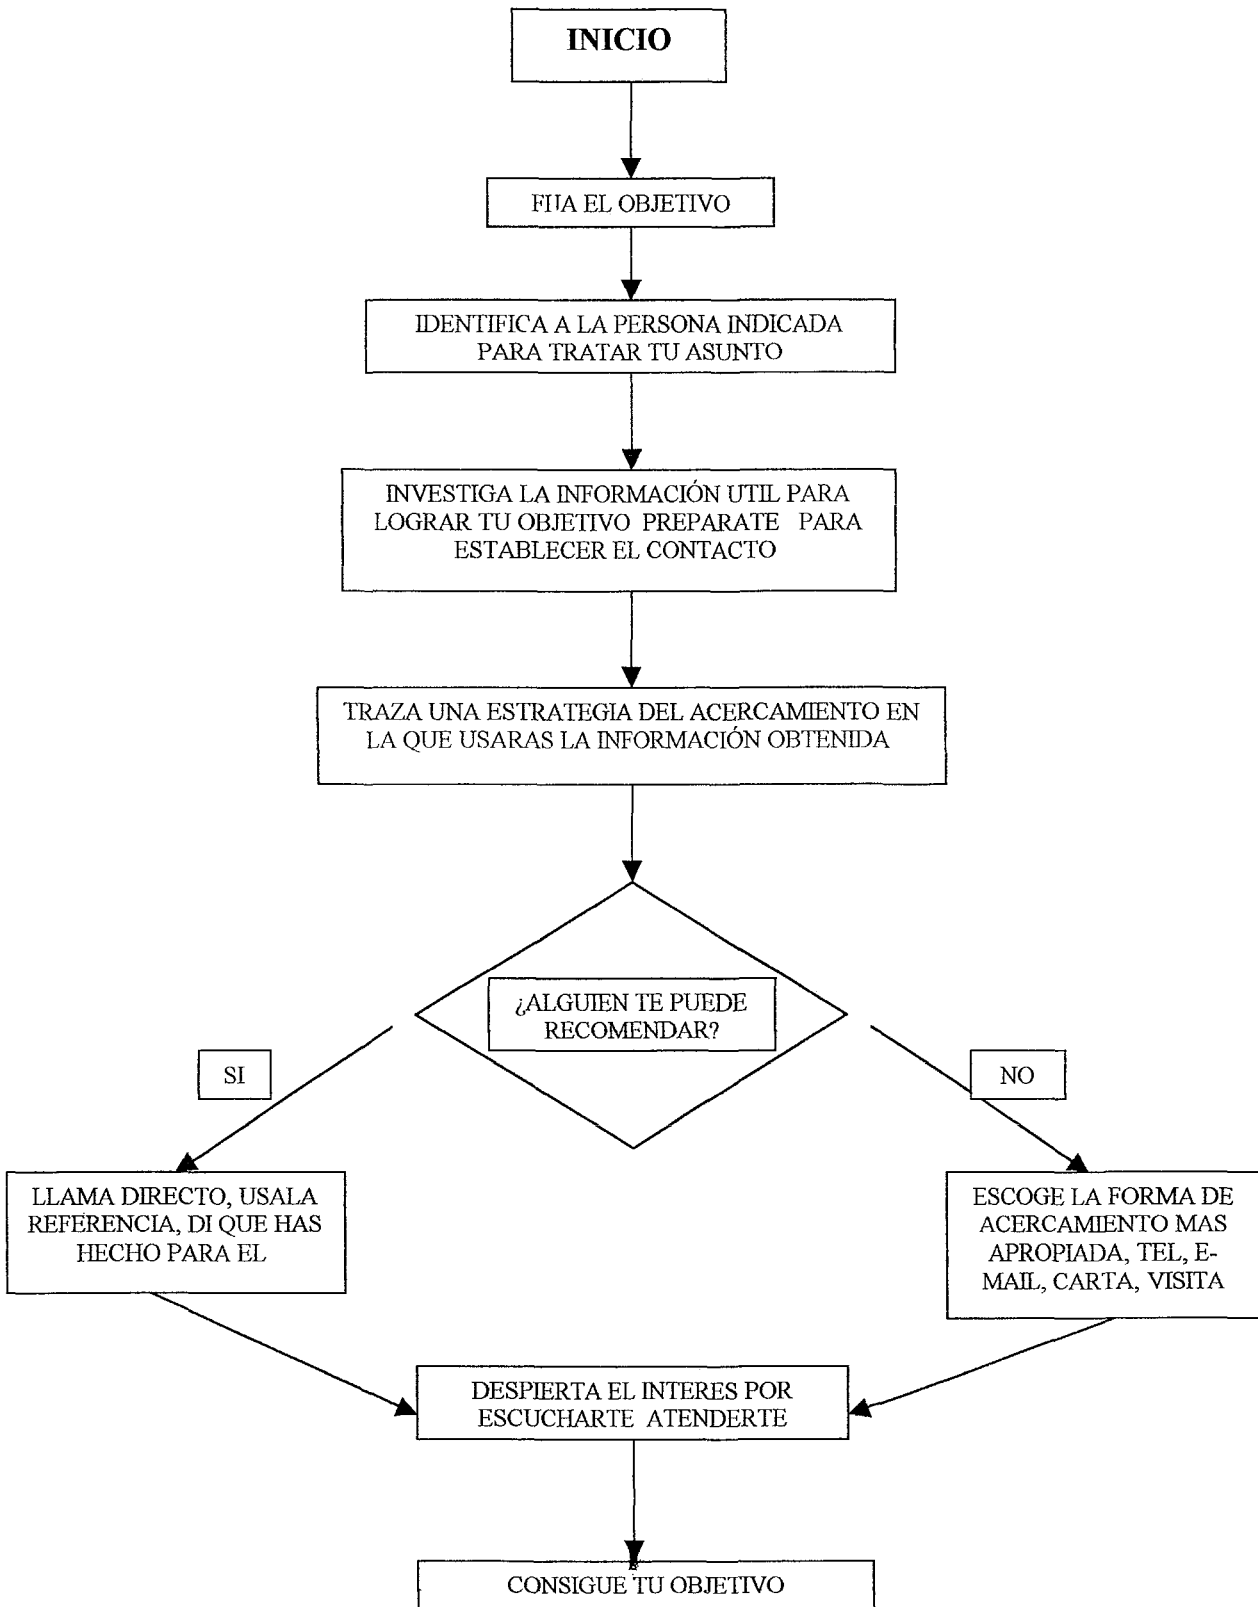 INICIO
FIJA EL OBJETIVO
IDENTIFICA A LA PERSONA INDICADA
PARA TRATAR TU ASUNTO
INVESTIGA LA INFORMACIÓN UTIL PARA
LOGRAR TU OBJETIVO PREPARATE PARA
ESTABLECER EL CONTACTO
TRAZA UNA ESTRATEGIA DEL ACERCAMIENTO EN
LA QUE USARAS LA INFORMACIÓN OBTENIDA
¿ALGUIEN TE PUEDE
RECOMENDAR?
SI
NO
LLAMA DIRECTO, USALA
REFERENCIA, DI QUE HAS
HECHO PARA EL
ESCOGE LA FORMA DE
ACERCAMIENTO MAS
APROPIADA, TEL, E-
MAIL, CARTA, VISITA
DESPIERTA EL INTERES POR
ESCUCHARTE ATENDERTE
CONSIGUE TU OBJETIVO